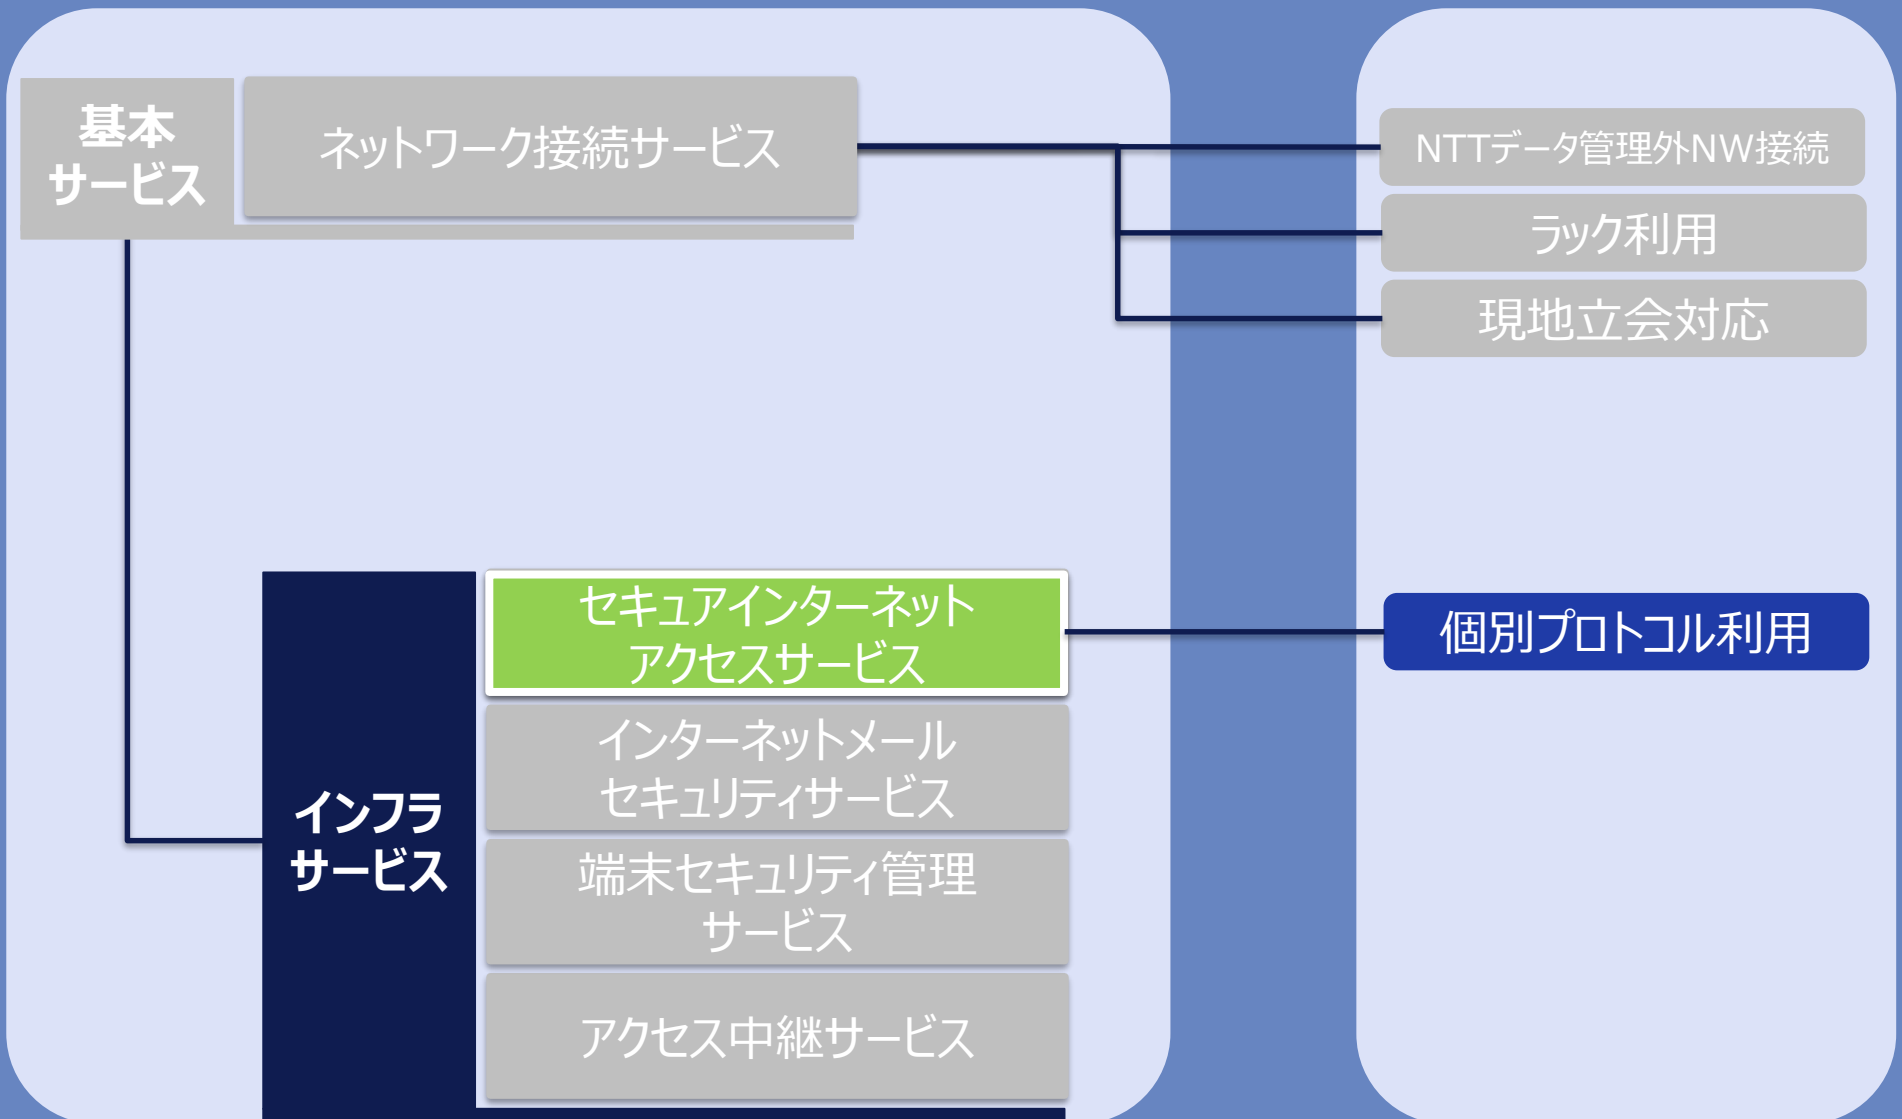 基本
サービス
ネットワーク接続サービス
NTTデータ管理外NW接続
ラック利用
現地立会対応
インフラ
サービス
セキュアインターネット
アクセスサービス
個別プロトコル利用
インターネットメール
セキュリティサービス
端末セキュリティ管理
サービス
アクセス中継サービス